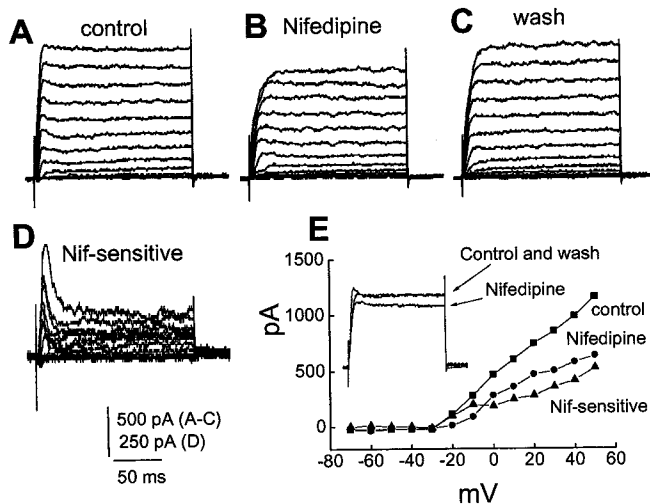 A control
B Nifedipine
C wash
D Nif-sensitive
500 pA (A-C)
250 pA (D)
50 ms
E
Control and wash
Nifedipine
pA
1500
1000
500
0
control
Nifedipine
Nif-sensitive
-80 -60 -40 -20 0 20 40 60
mV